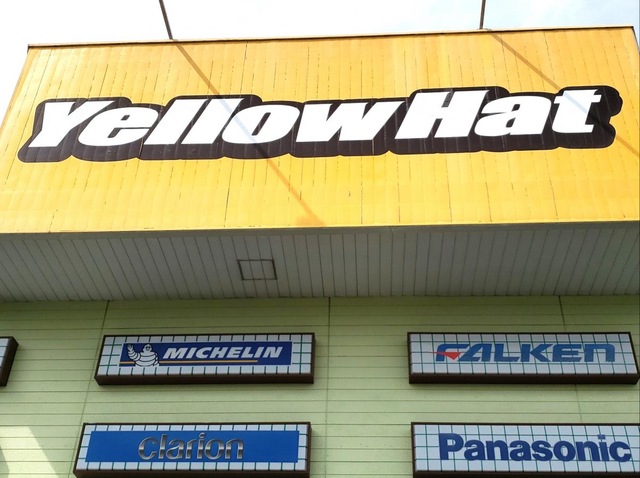 YellowHat
MICHELIN
FALKEN
clarion
Panasonic